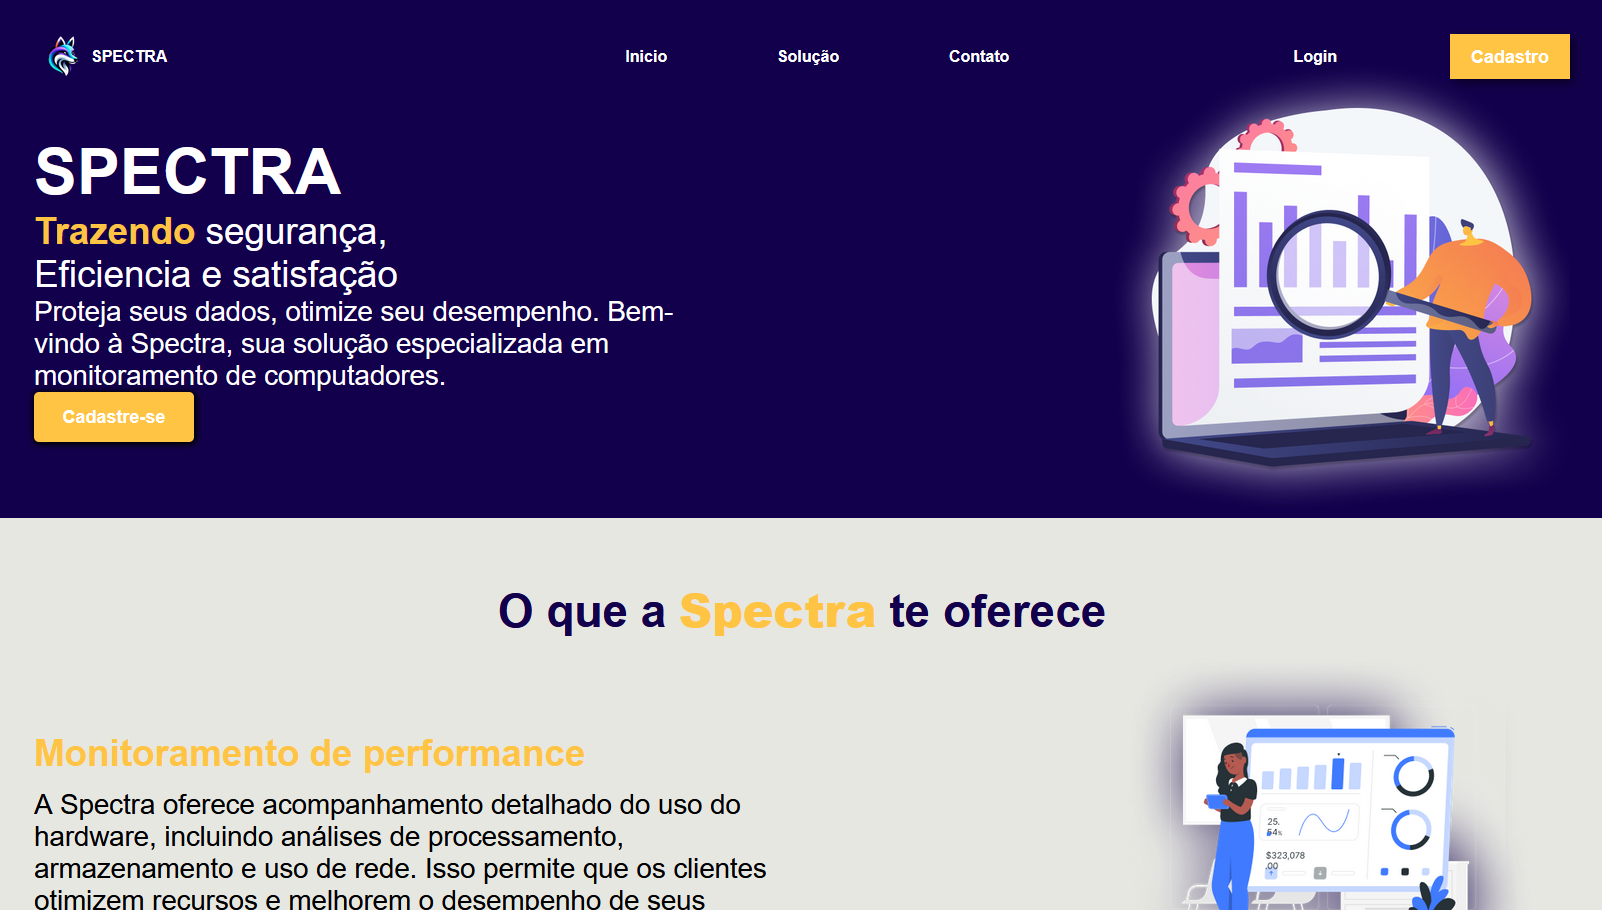 SPECTRA
Inicio
Solução
Contato
Login
Cadastro
SPECTRA
Trazendo segurança,
Eficiencia e satisfação
Proteja seus dados, otimize seu desempenho. Bem-
vindo à Spectra, sua solução especializada em
monitoramento de computadores.
Cadastre-se
O que a Spectra te oferece
Monitoramento de performance
A Spectra oferece acompanhamento detalhado do uso do
hardware, incluindo análises de processamento,
armazenamento e uso de rede. Isso permite que os clientes
otimizem recursos e melhorem o desempenho de seus
25.
54%
$323,078
.00